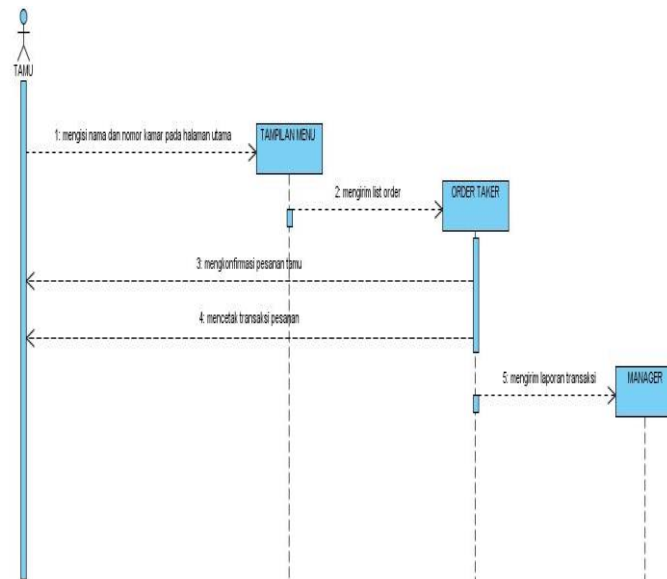 TAMU
1: mengisi nama dan nomor kamar pada halaman utama
TAMPILAN MENU
2: mengirim list order
ORDER TAKER
3: mengkonfirmasi pesanan tamu
4: mencetak transaksi pesanan
5: mengirim laporan transaksi
MANAGER